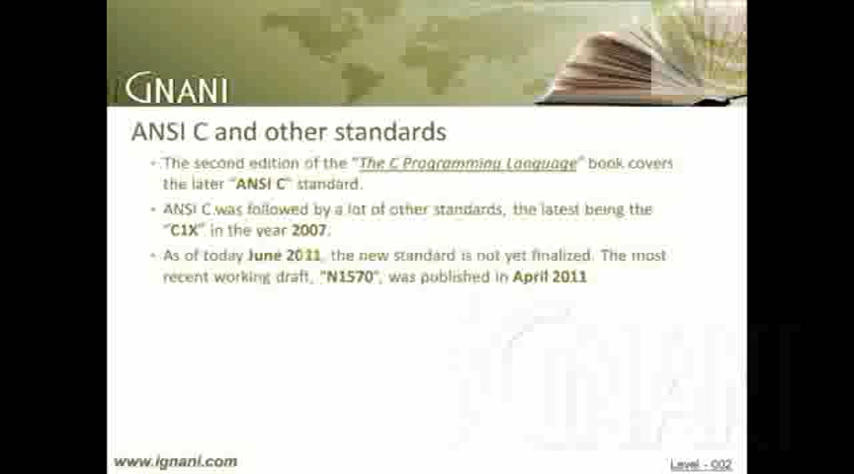 IGNANI
ANSI C and other standards
The second edition of the "The C Programming Language" book covers
the later "ANSI C" standard.
ANSI C was followed by a lot of other standards, the latest being the
"C1X" in the year 2007.
As of today June 2011, the new standard is not yet finalized. The most
recent working draft, "N1570", was published in April 2011
IGNANI
www.ignani.com
Level - 002